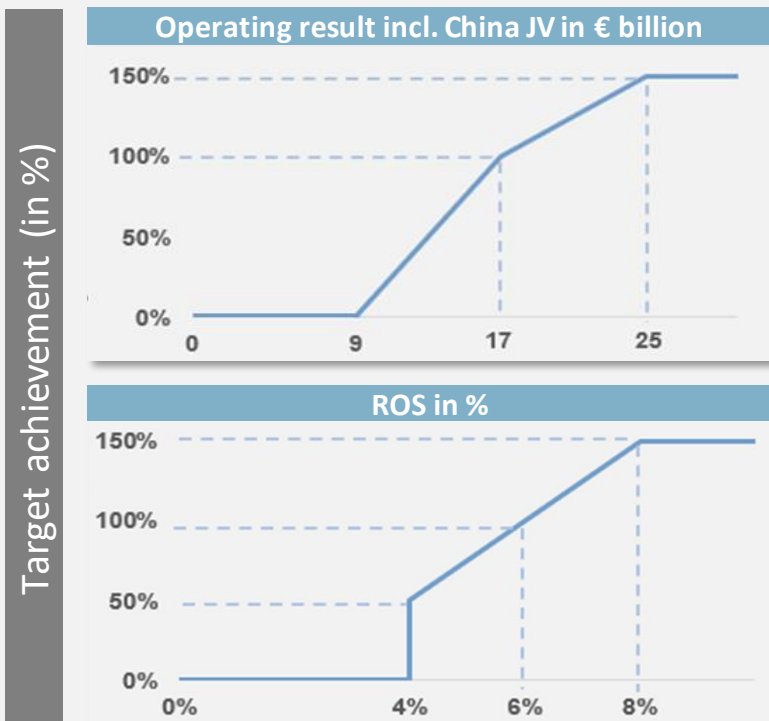 Target achievement (in %)
Operating result incl. China JV in € billion
150%
100%
50%
0%
0 9 17 25
ROS in %
150%
100%
50%
0%
0% 4% 6% 8%